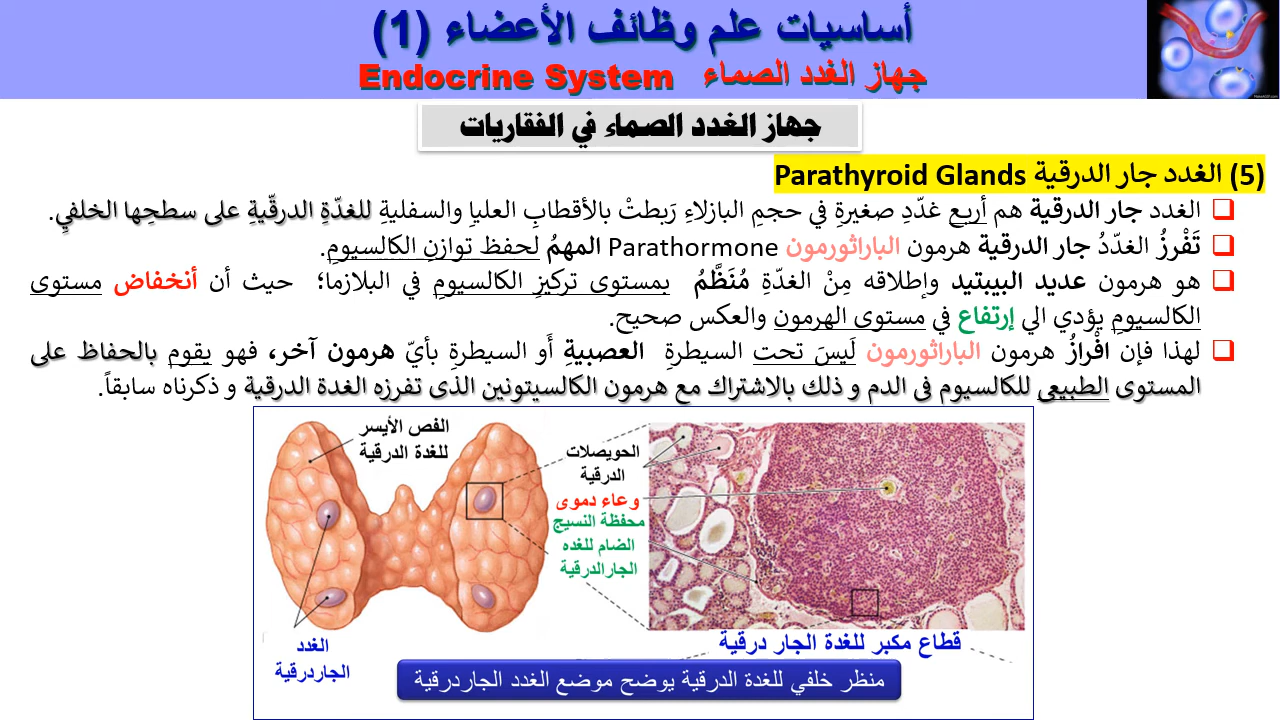 أساسيات علم وظائف الأعضاء (1)
جهاز الغدد الصماء Endocrine System
جهاز الغدد الصماء في الفقاريات
(5) الغدد جار الدرقية Parathyroid Glands
❑ الغدد جار الدرقية هم أربع غدّدِ صغيرةِ في حجمِ البازلاءِ رَبطتْ بالأقطابِ العليا والسفليةِ للغدّةِ الدرقّيةِ على سطحِها الخلفيِ.
❑ تَفْرزُ الغدّدُ جار الدرقية هرمون الباراثورمون Parathormone المهمُ لحفظ توازنِ الكالسيومِ.
❑ هو هرمون عديد البيبتيد وإطلاقه مِنْ الغدّةِ مُنَظَّمُ بمستوى تركيزِ الكالسيومِ في البلازما؛ حيث أن أنخفاض مستوى
الكالسيومِ يؤدي الي إرتفاع في مستوى الهرمون والعكس صحيح.
❑ لهذا فإن افْرازُ هرمون الباراثورمون لَيسَ تحت السيطرةِ العصبيةِ أَو السيطرةِ بأيّ هرمون آخر، فهو يقوم بالحفاظ على
المستوى الطبيعي للكالسيوم فى الدم و ذلك بالاشتراك مع هرمون الكالسيتونين الذى تفرزه الغدة الدرقية و ذكرناه سابقاً.
الفص الأيسر
للغدة الدرقية
الحويصلات
الدرقية
وعاء دموى
محفظة النسيج
الضام للغده
الجارالدرقية
الغدد
الجاردرقية
قطاع مكبر للغدة الجار درقية
منظر خلفي للغدة الدرقية يوضح موضع الغدد الجاردرقية